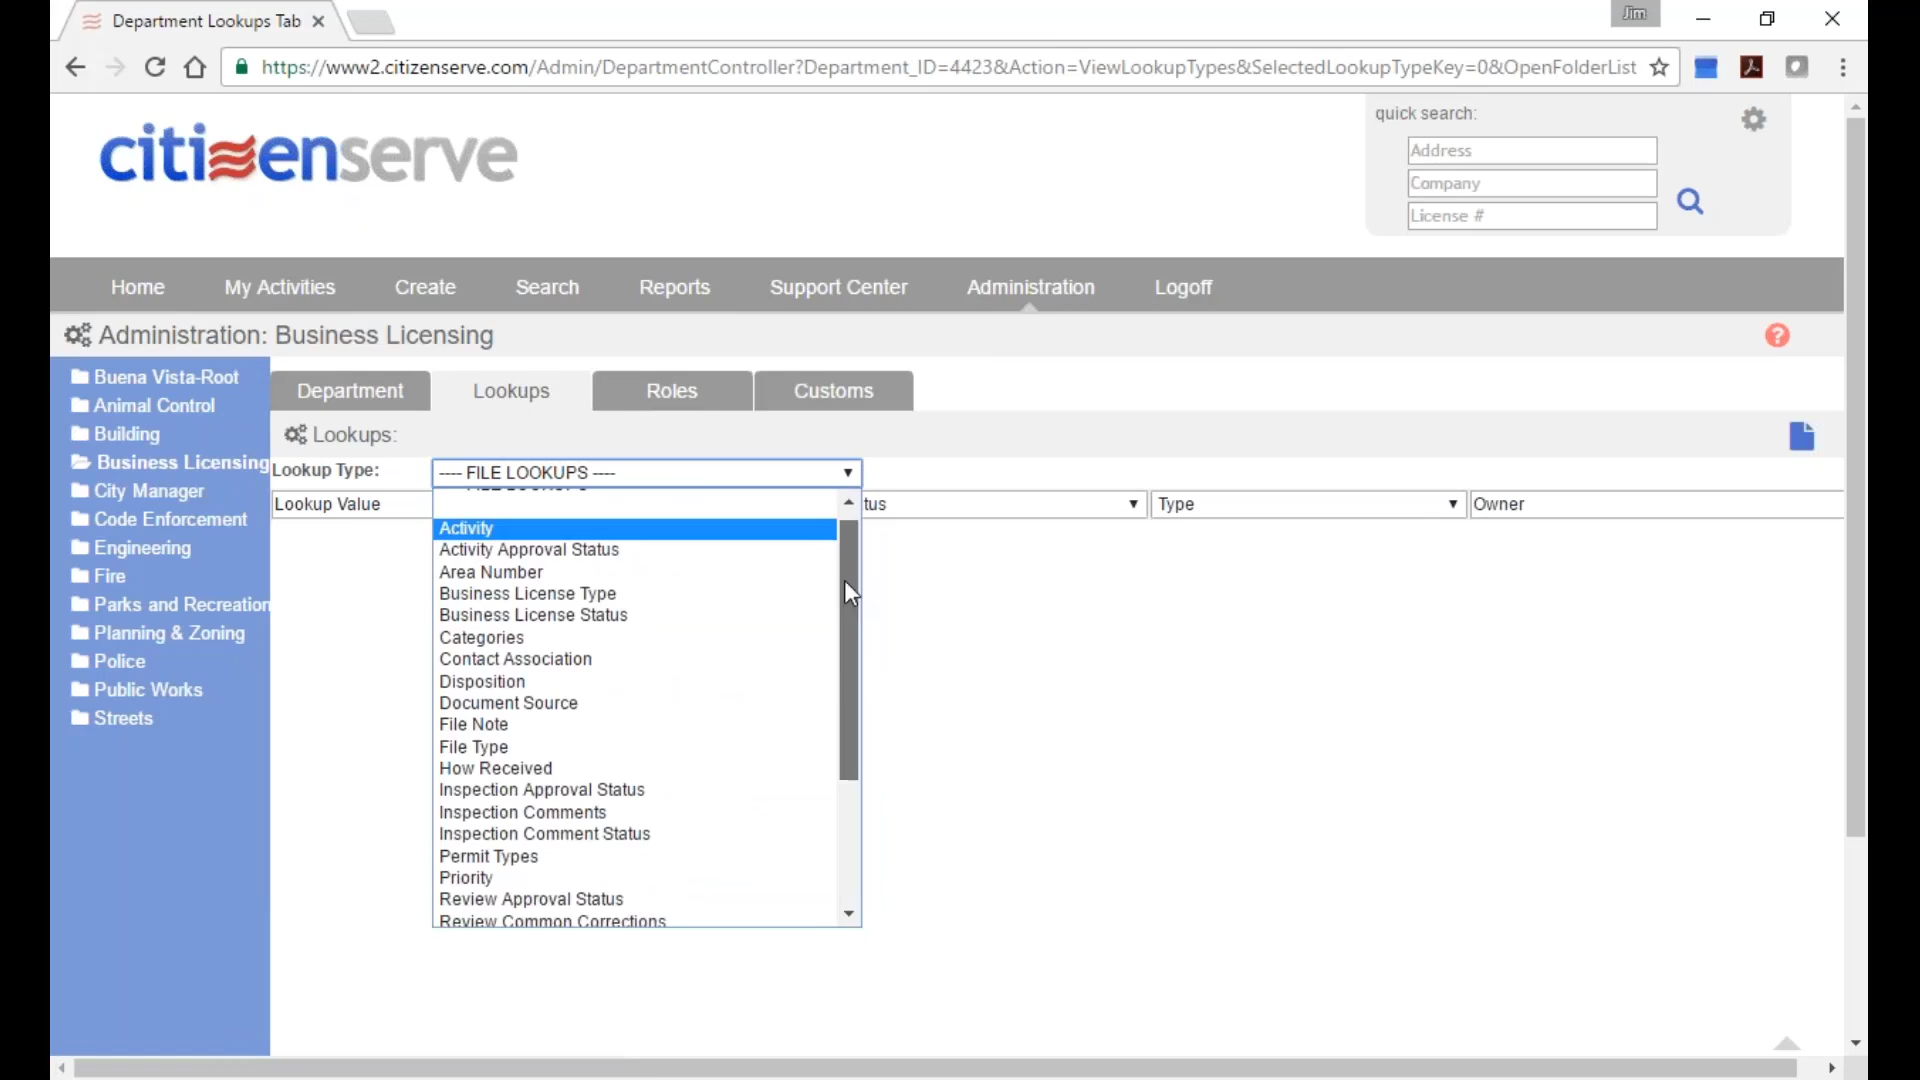 Department Lookups Tab
Jim
https://www2.citizenserve.com/Admin/DepartmentController?Department_ID=4423&Action=ViewLookupTypes&SelectedLookupTypeKey=0&OpenFolderList
citizenserve
quick search:
Address
Company
License #
Home My Activities Create Search Reports Support Center Administration Logoff
Administration: Business Licensing
?
Buena Vista-Root
Animal Control
Building
Business Licensing
City Manager
Code Enforcement
Engineering
Fire
Parks and Recreation
Planning & Zoning
Police
Public Works
Streets
Department Lookups Roles Customs
Lookups:
Lookup Type: ---- FILE LOOKUPS ----
Lookup Value tus Type Owner
Activity
Activity Approval Status
Area Number
Business License Type
Business License Status
Categories
Contact Association
Disposition
Document Source
File Note
File Type
How Received
Inspection Approval Status
Inspection Comments
Inspection Comment Status
Permit Types
Priority
Review Approval Status
Review Common Corrections